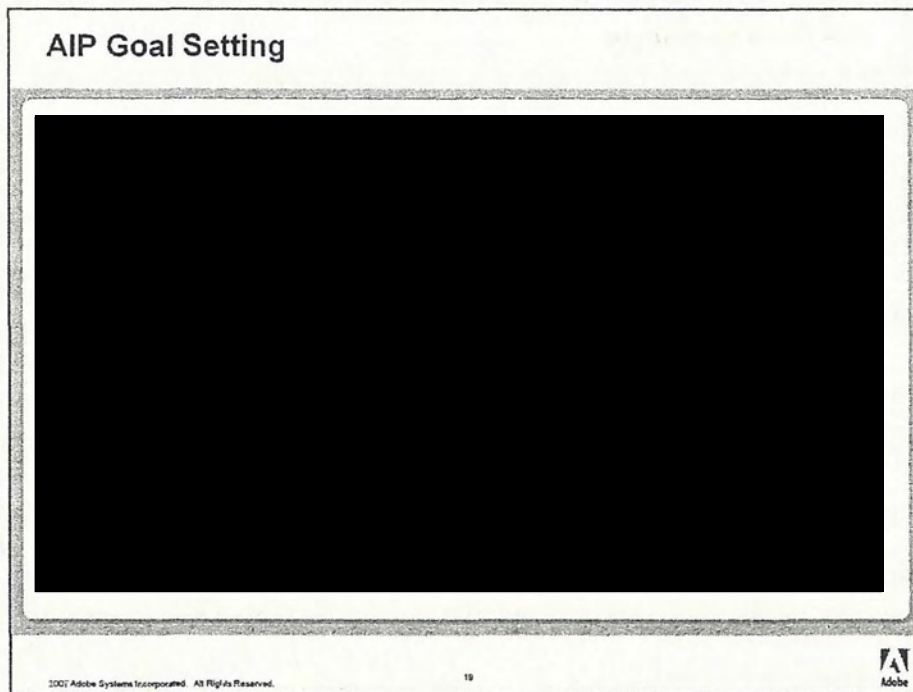 AIP Goal Setting
2007 Adobe Systems Incorporated. All Rights Reserved.
19
Adobe